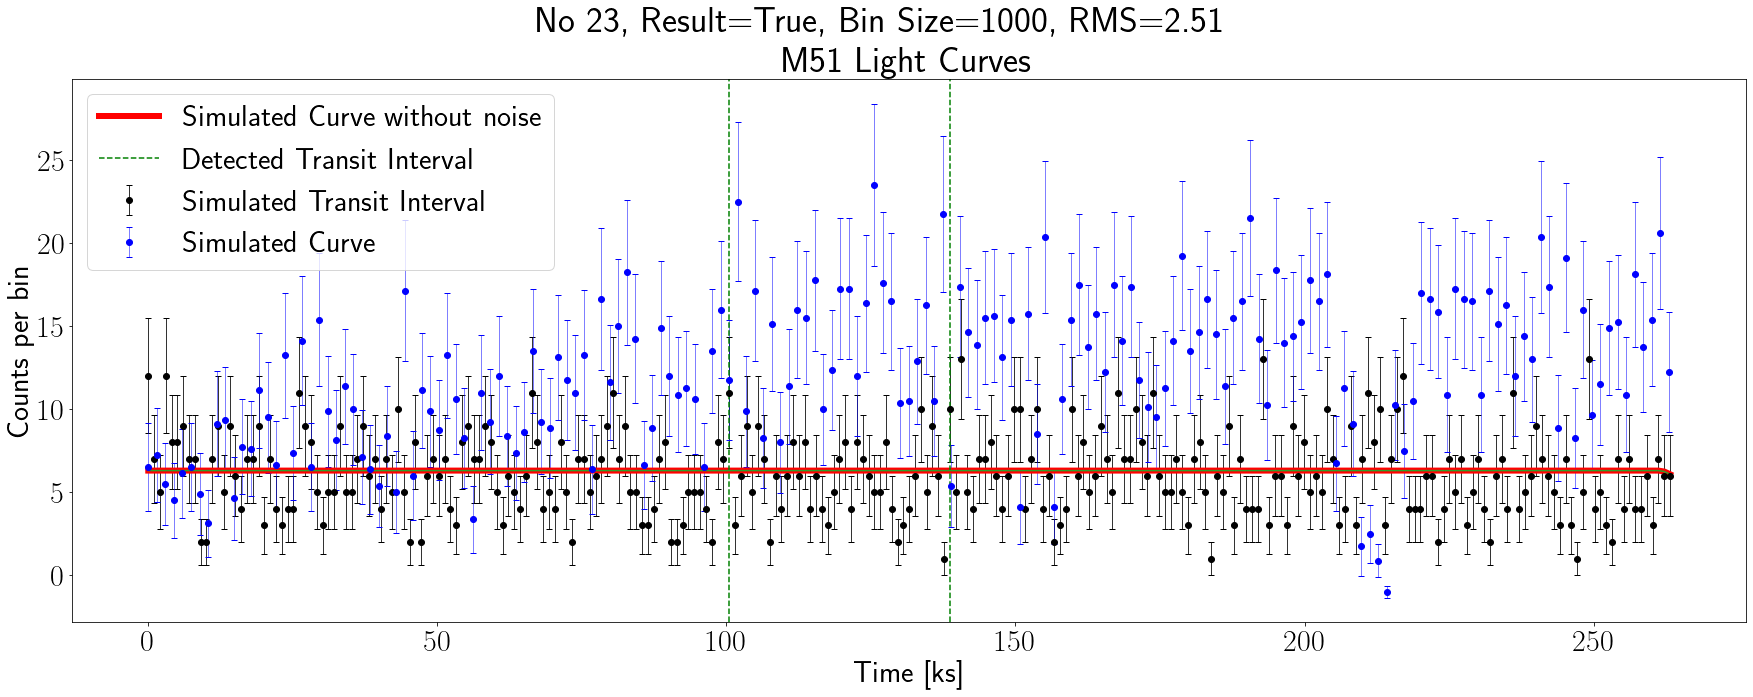 No 23, Result=True, Bin Size=1000, RMS=2.51
M51 Light Curves
Simulated Curve without noise
Detected Transit Interval
Simulated Transit Interval
Simulated Curve
Counts per bin
25
20
15
10
5
0
0 50 100 150 200 250
Time [ks]